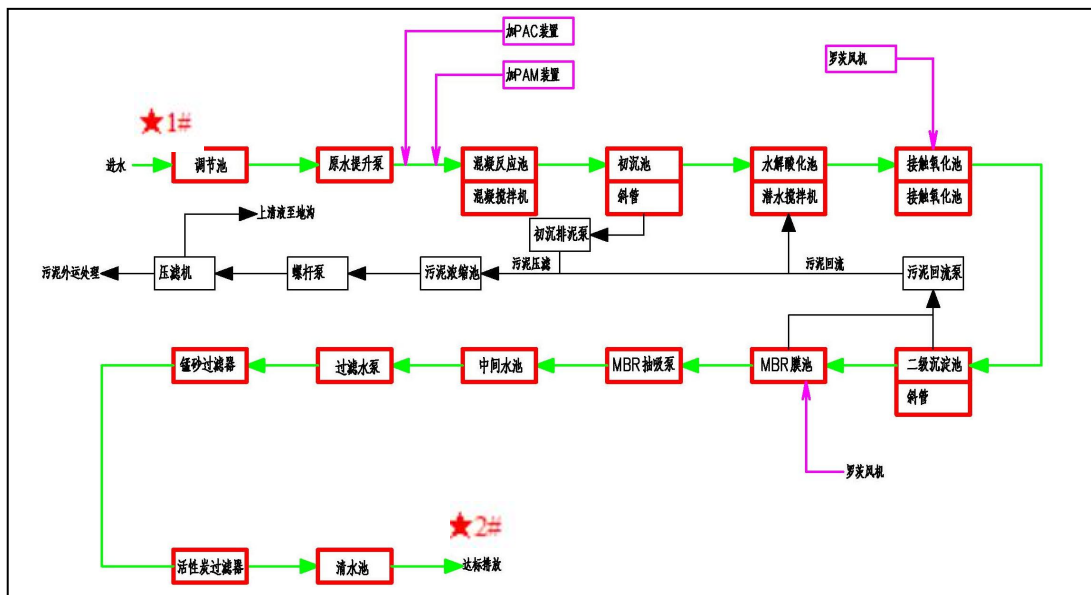 加PAC装置
加PAM装置
罗茨风机
★1#
进水
调节池
原水提升泵
混凝反应池
混凝搅拌机
初沉池
斜管
水解酸化池
潜水搅拌机
接触氧化池
接触氧化池
上清液至地沟
初沉排泥泵
污泥外运处理
压滤机
螺杆泵
污泥浓缩池
污泥压滤
污泥回流
污泥回流泵
锰砂过滤器
过滤水泵
中间水池
MBR抽吸泵
MBR膜池
二级沉淀池
斜管
罗茨风机
★2#
活性炭过滤器
清水池
达标排放